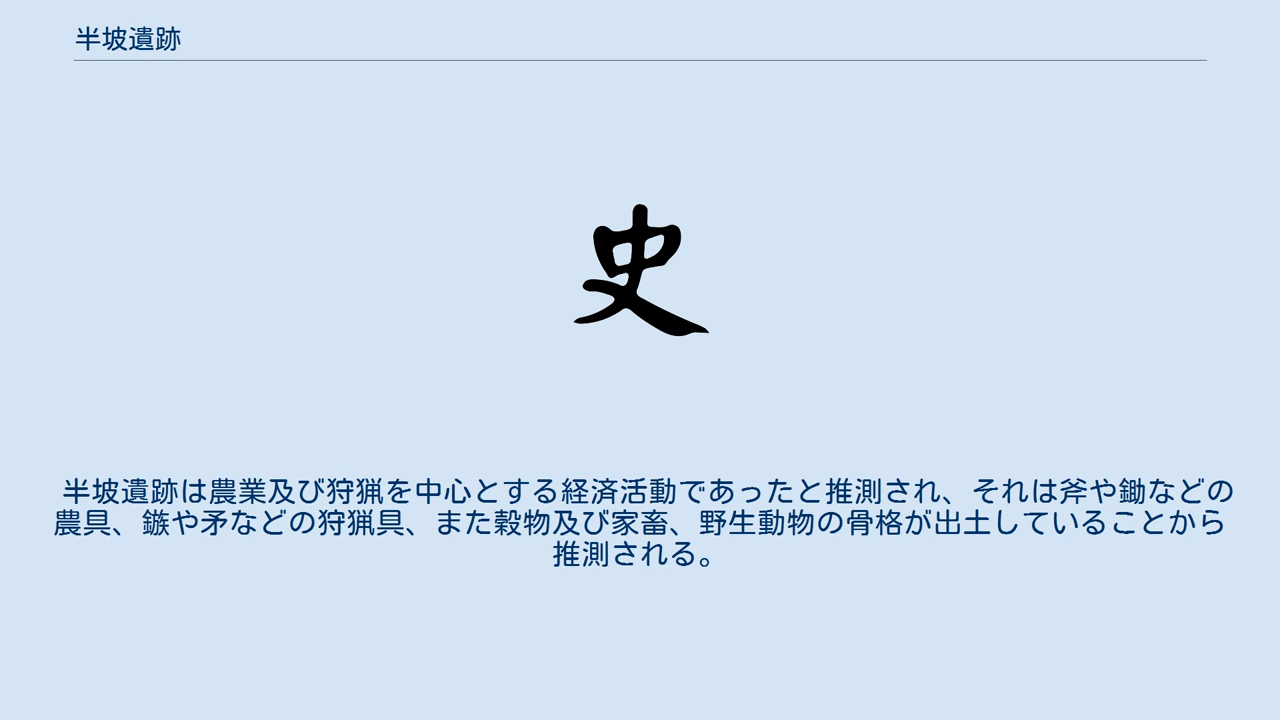 半坡遺跡
史
半坡遺跡は農業及び狩猟を中心とする経済活動であったと推測され、それは斧や鋤などの
農具、鏃や矛などの狩猟具、また穀物及び家畜、野生動物の骨格が出土していることから
推測される。